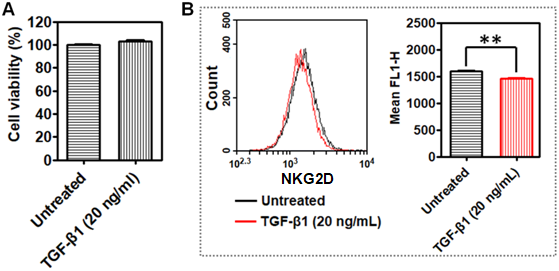 A
Cell viability (%)
120
100
80
60
40
20
0
Untreated
TGF-β1 (20 ng/ml)
B
Count
400
500
200
0
10^2.3
10^3
10^4
NKG2D
Untreated
TGF-β1 (20 ng/mL)
Mean FL1-H
2500
2000
1500
1000
500
0
**
Untreated
TGF-β1 (20 ng/mL)